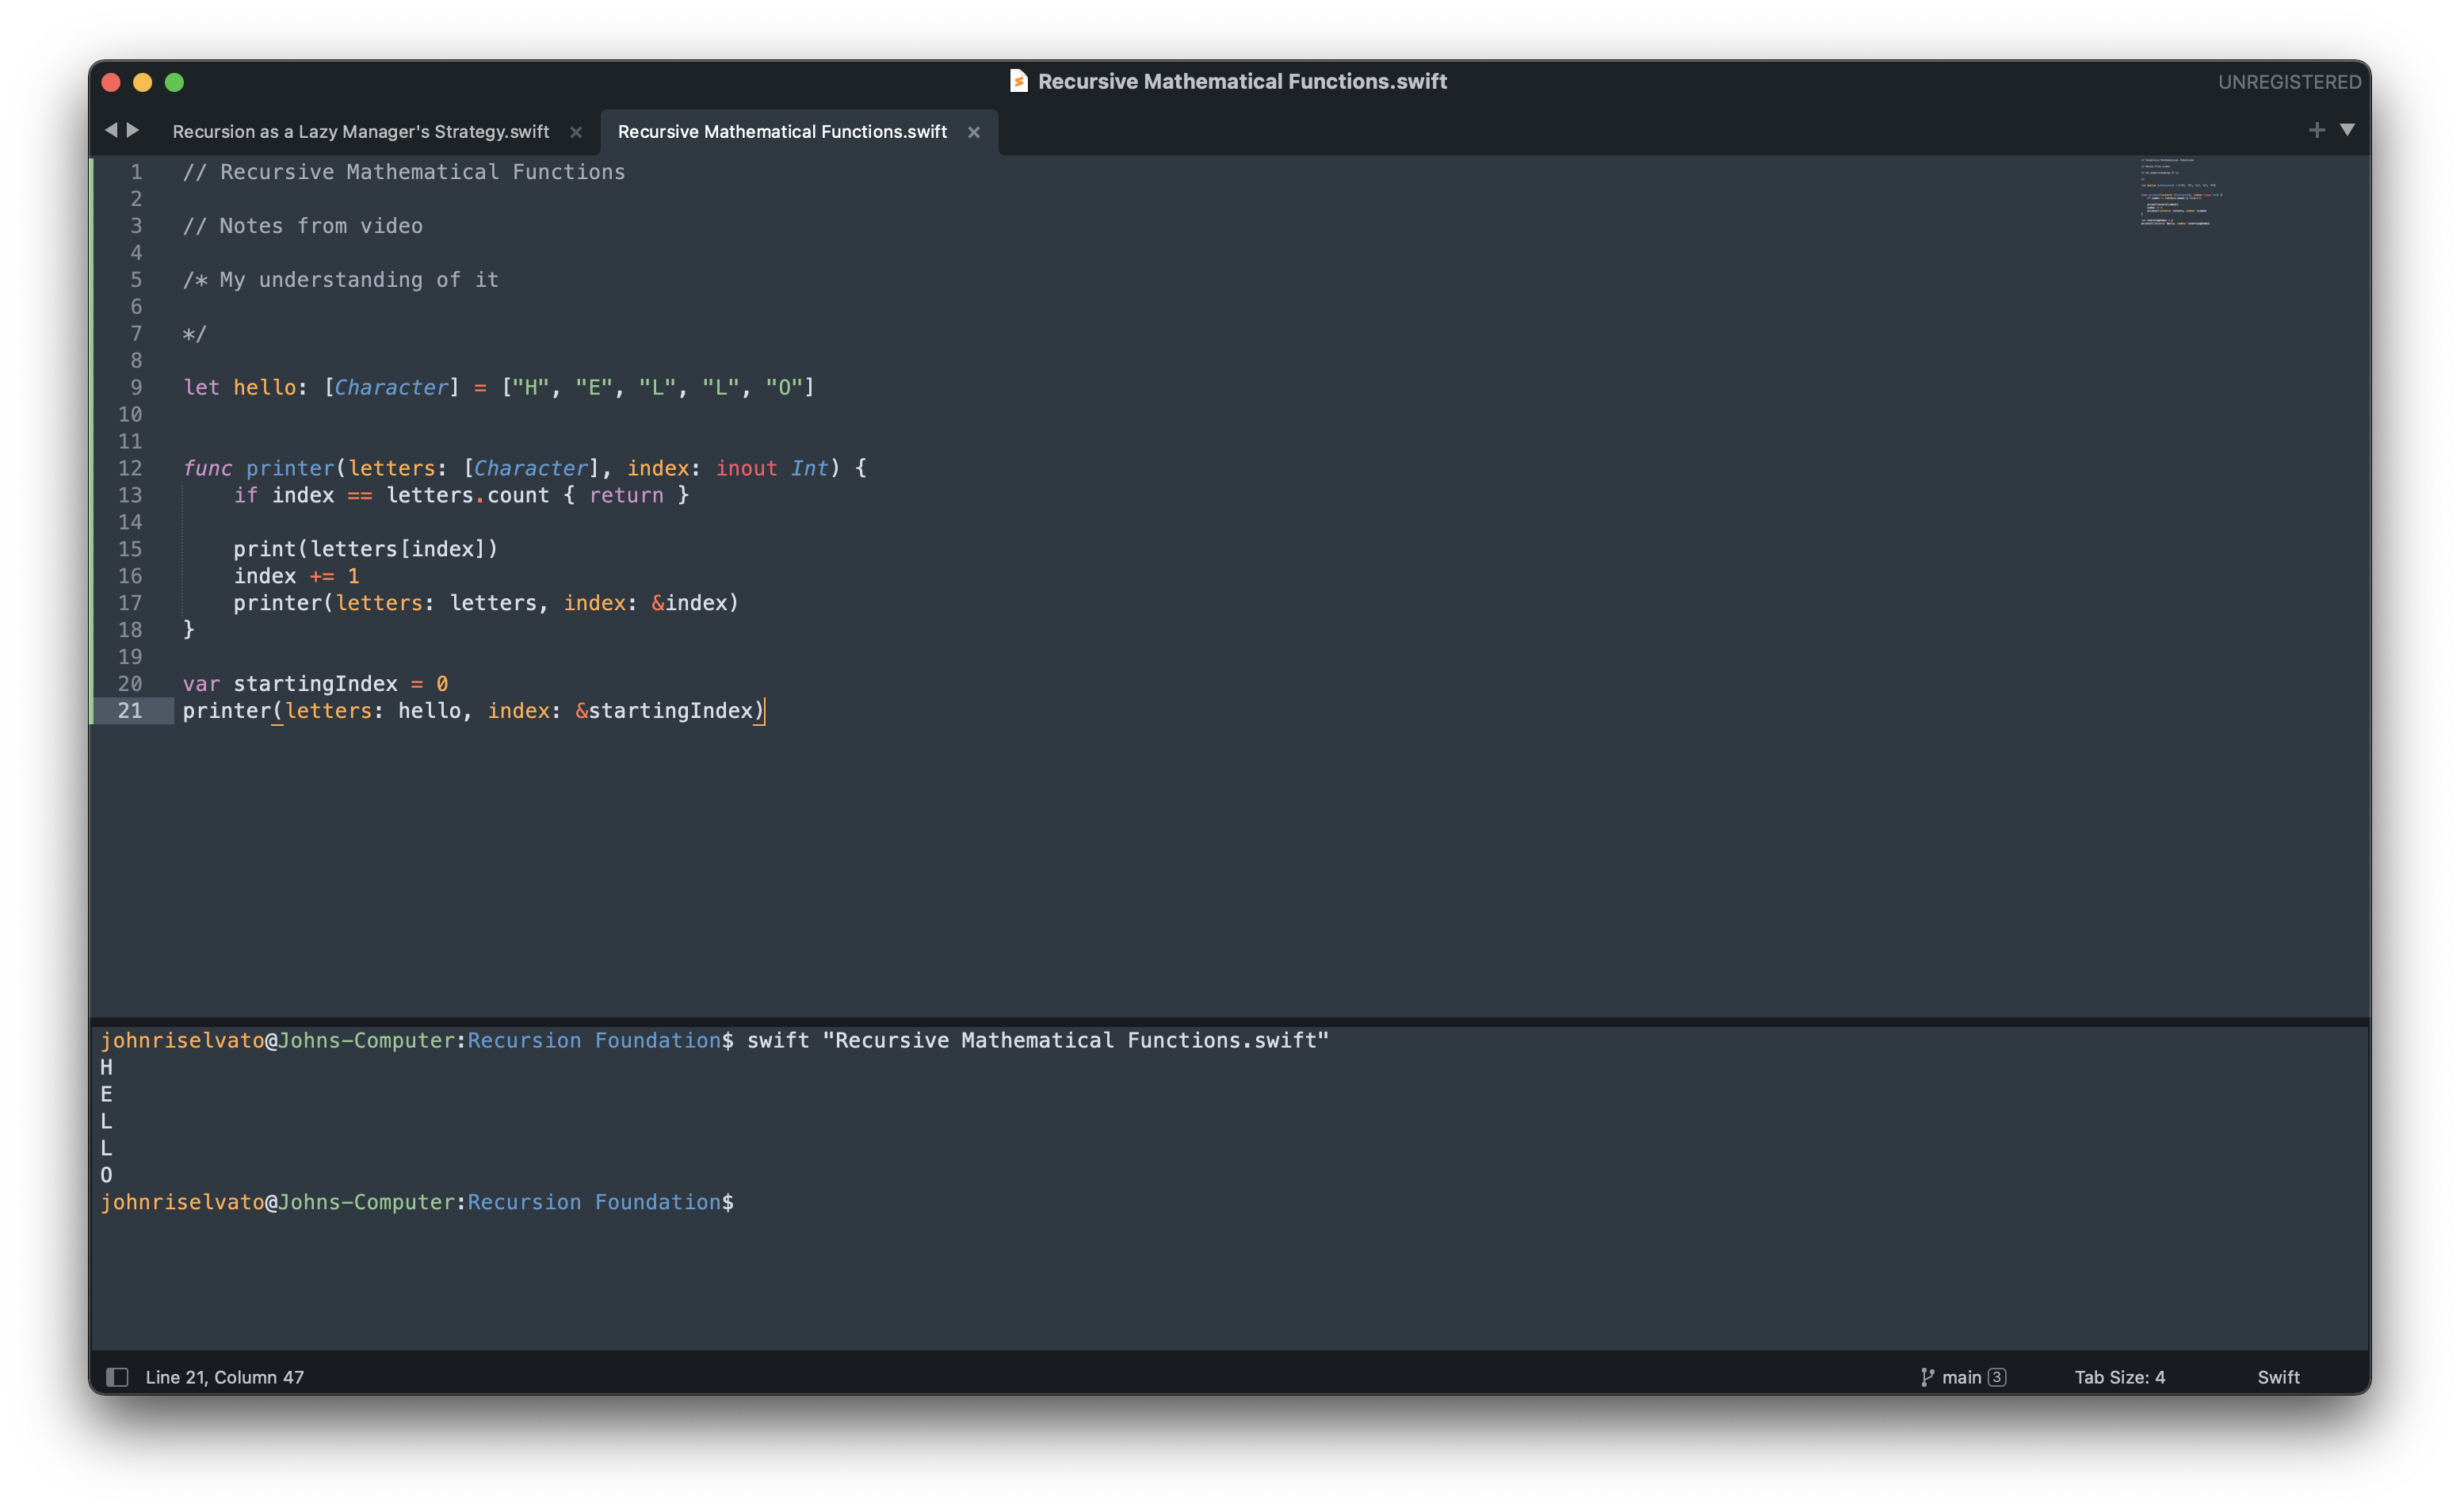 Recursive Mathematical Functions.swift
UNREGISTERED
Recursion as a Lazy Manager's Strategy.swift
Recursive Mathematical Functions.swift
1 // Recursive Mathematical Functions
2
3 // Notes from video
4
5 /* My understanding of it
6
7 */
8
9 let hello: [Character] = ["H", "E", "L", "L", "O"]
10
11
12 func printer(letters: [Character], index: inout Int) {
13     if index == letters.count { return }
14
15     print(letters[index])
16     index += 1
17     printer(letters: letters, index: &index)
18 }
19
20 var startingIndex = 0
21 printer(letters: hello, index: &startingIndex)
johnriselvato@Johns-Computer:Recursion Foundation$ swift "Recursive Mathematical Functions.swift"
H
E
L
L
O
johnriselvato@Johns-Computer:Recursion Foundation$
Line 21, Column 47
main 3
Tab Size: 4
Swift